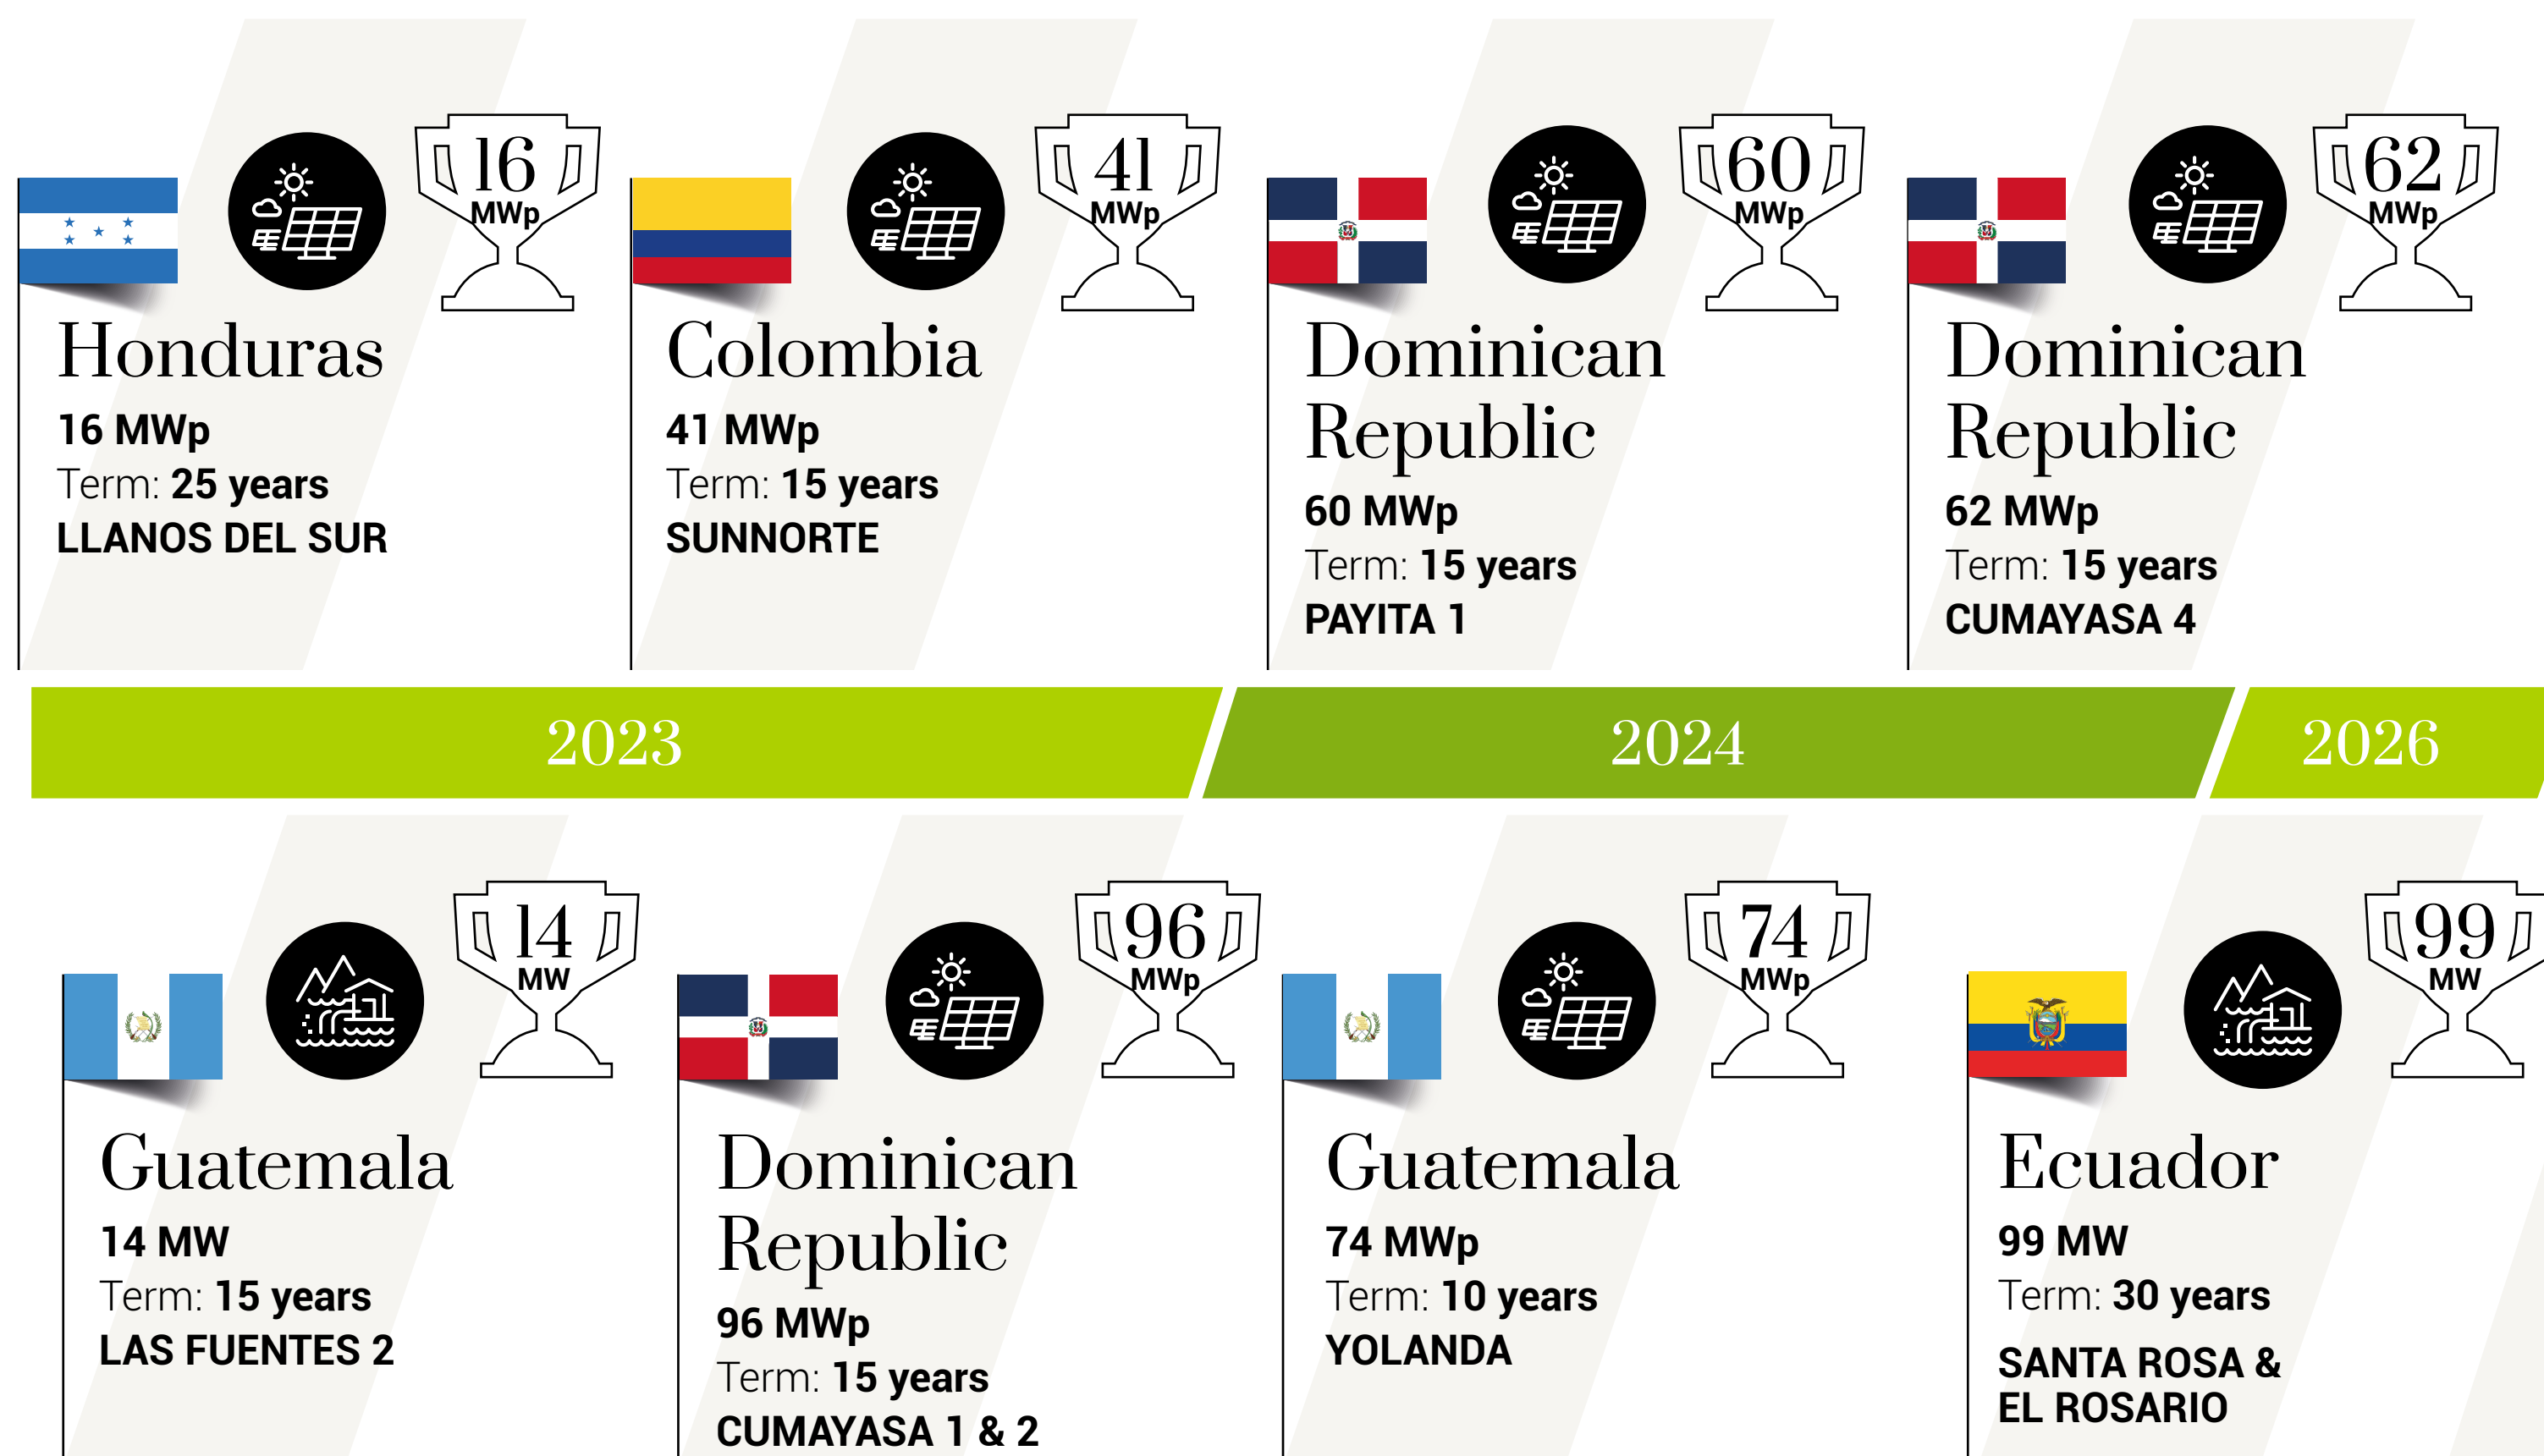 16
MWp
Honduras
16 MWp
Term: 25 years
LLANOS DEL SUR
41
MWp
Colombia
41 MWp
Term: 15 years
SUNNORTE
60
MWp
Dominican
Republic
60 MWp
Term: 15 years
PAYITA 1
62
MWp
Dominican
Republic
62 MWp
Term: 15 years
CUMAYASA 4
2023
2024
2026
14
MW
Guatemala
14 MW
Term: 15 years
LAS FUENTES 2
96
MWp
Dominican
Republic
96 MWp
Term: 15 years
CUMAYASA 1 & 2
74
MWp
Guatemala
74 MWp
Term: 10 years
YOLANDA
99
MW
Ecuador
99 MW
Term: 30 years
SANTA ROSA &
EL ROSARIO